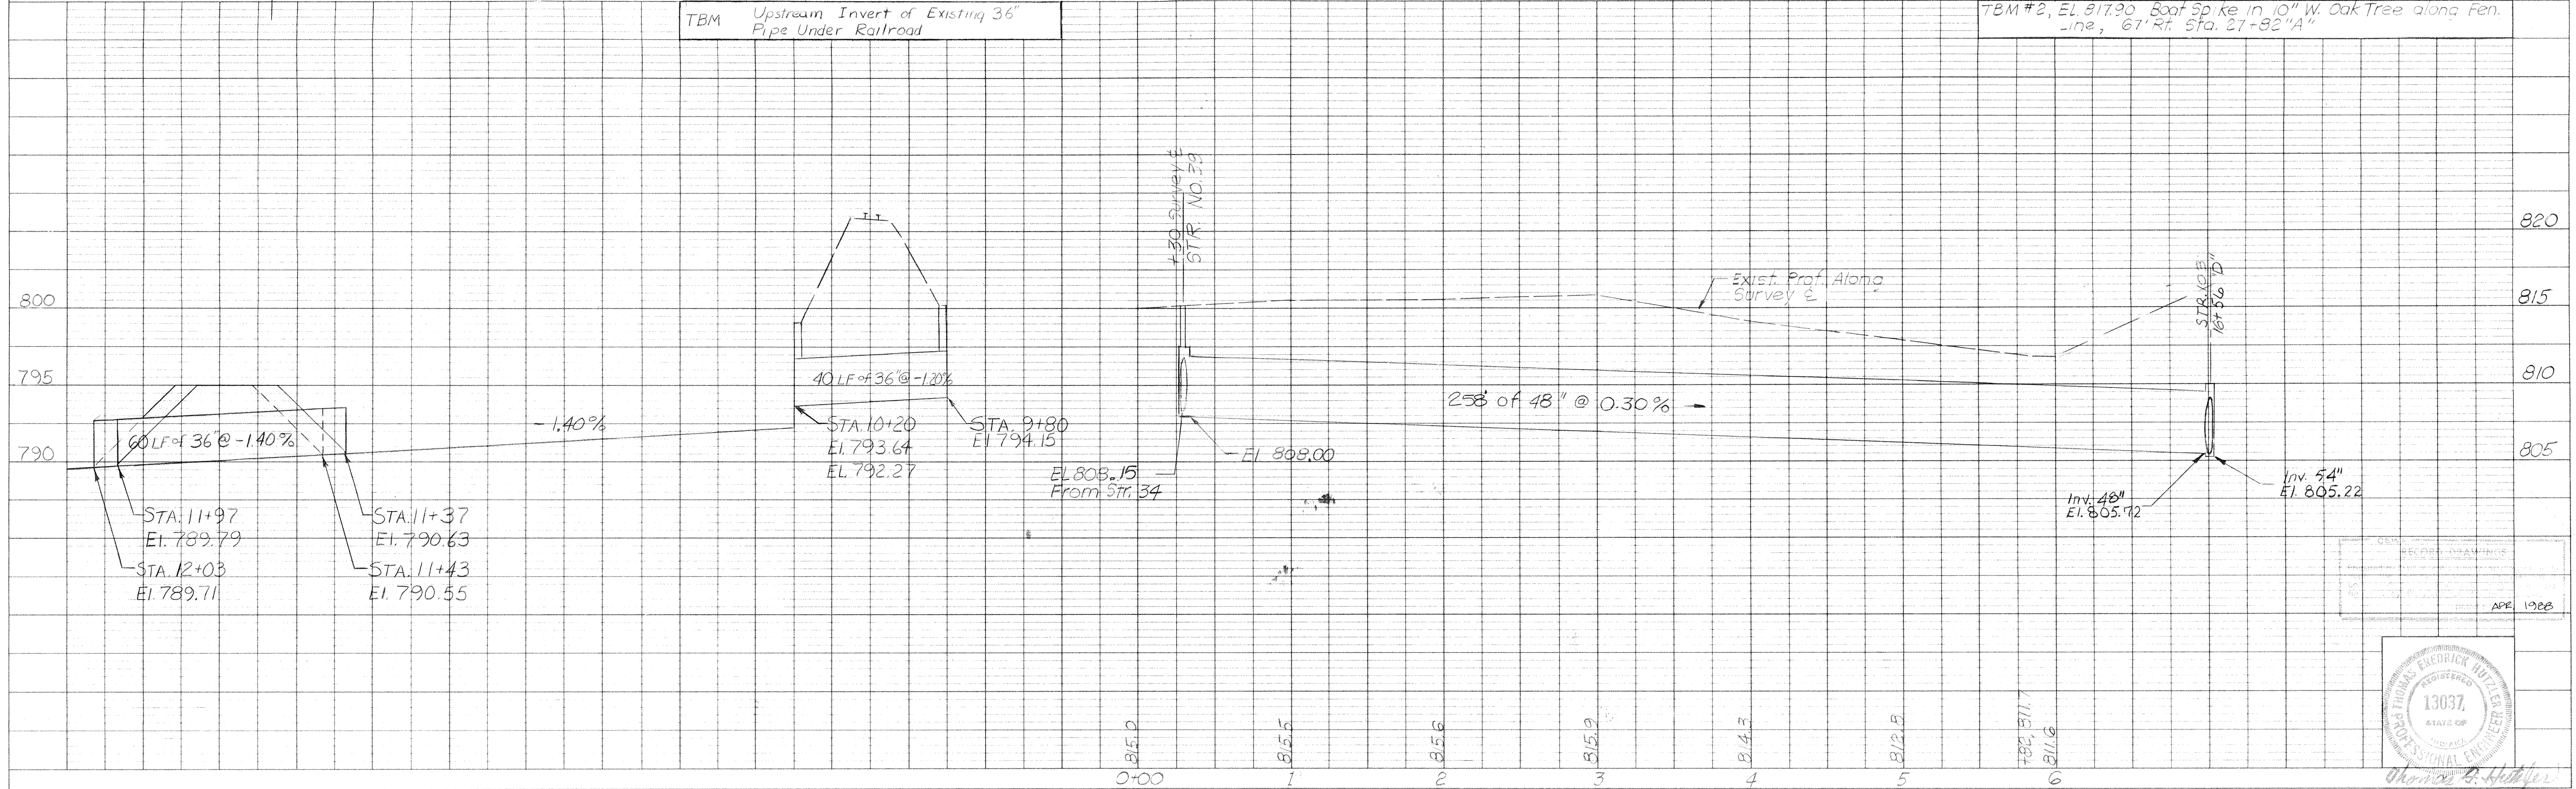 TBM Upstream Invert of Existing 36"
Pipe Under Railroad
TBM #2, EL. 817.90 Boat Spike in 10" W. Oak Tree along Fen.
Line, 67' Rt. Sta. 27+82 "A"
800
795
790
60 LF of 36" @ -1.40%
-1.40%
STA. 11+97
El. 789.79
STA. 12+03
El. 789.71
STA. 11+37
El. 790.63
STA. 11+43
El. 790.55
40 LF of 36" @ -1.20%
STA. 10+20
El. 793.64
El. 792.27
STA. 9+80
El 794.15
+30 Survey ℄
STR. NO. 39
El 808.15
From Str. 34
El 808.00
258' of 48" @ 0.30%
Exist. Prof. Along
Survey ℄
STR. 103
16+56 "D"
Inv. 48"
El. 805.72
Inv. 54"
El. 805.22
820
815
810
805
RECORD DRAWINGS
APR. 1988
THOMAS FREDRICK HUTZLER
REGISTERED
13037
STATE OF
INDIANA
PROFESSIONAL ENGINEER
Thomas F. Hutzler
815.0
815.5
815.6
815.9
814.3
812.8
+82, 811.7
811.6
0+00
1
2
3
4
5
6